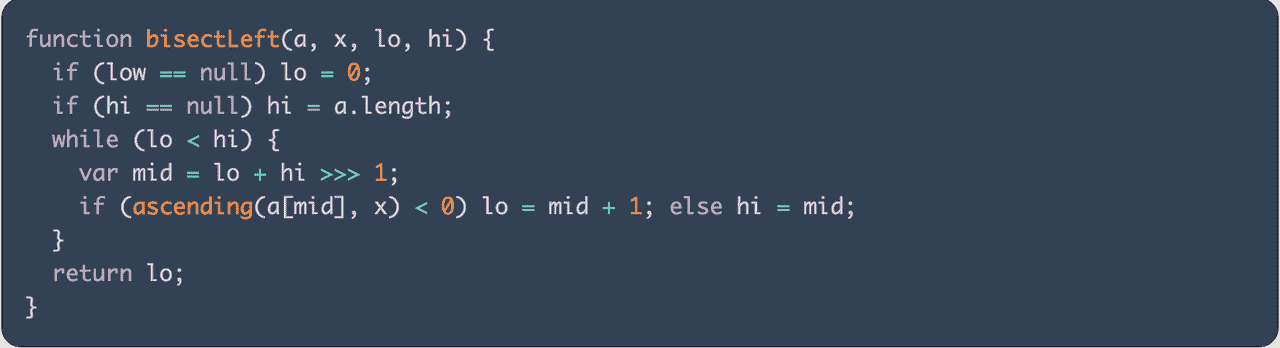 function bisectLeft(a, x, lo, hi) {
  if (low == null) lo = 0;
  if (hi == null) hi = a.length;
  while (lo < hi) {
    var mid = lo + hi >>> 1;
    if (ascending(a[mid], x) < 0) lo = mid + 1; else hi = mid;
  }
  return lo;
}